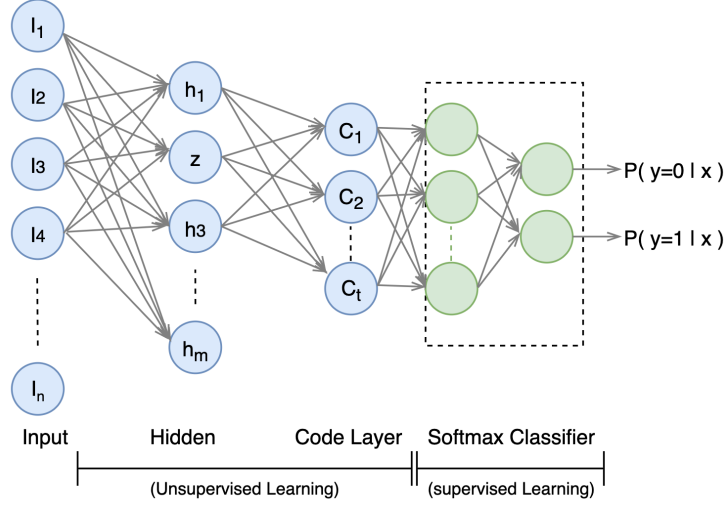 I₁
I₂
I₃
I₄
Iₙ
h₁
z
h₃
hₘ
C₁
C₂
Cₜ
P( y=0 | x )
P( y=1 | x )
Input
Hidden
Code Layer
Softmax Classifier
(Unsupervised Learning)
(supervised Learning)